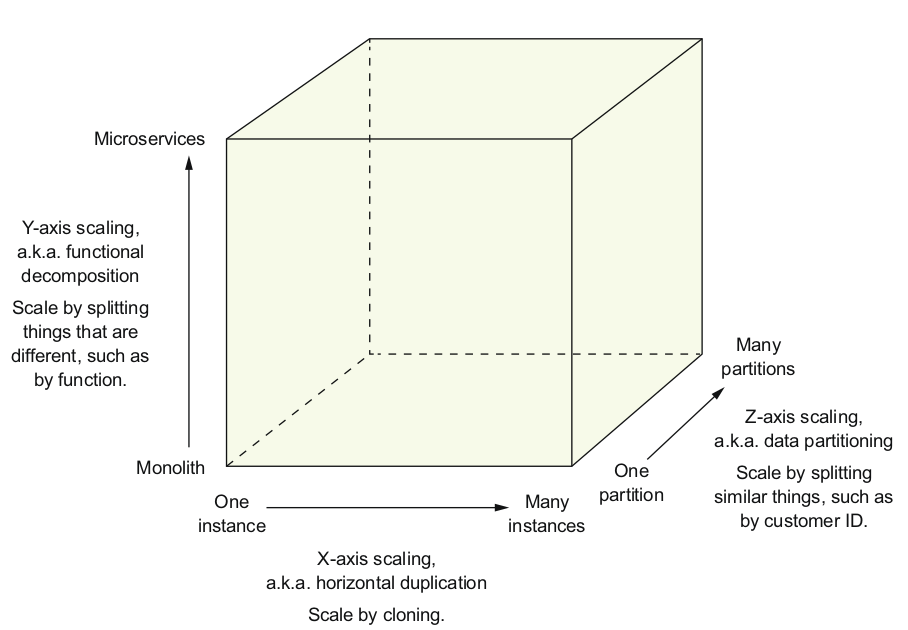 Microservices
Y-axis scaling,
a.k.a. functional
decomposition
Scale by splitting
things that are
different, such as
by function.
Monolith
One
instance
Many
instances
X-axis scaling,
a.k.a. horizontal duplication
Scale by cloning.
One
partition
Many
partitions
Z-axis scaling,
a.k.a. data partitioning
Scale by splitting
similar things, such as
by customer ID.